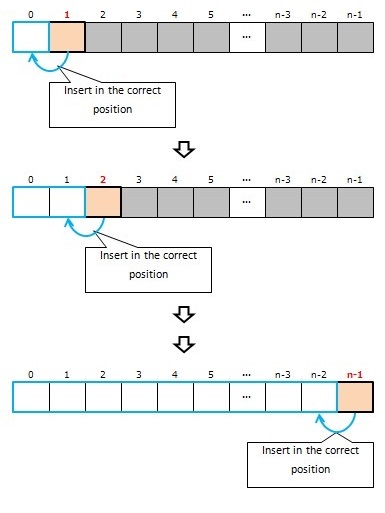 0 1 2 3 4 5 ... n-3 n-2 n-1
...
Insert in the correct
position
0 1 2 3 4 5 ... n-3 n-2 n-1
...
Insert in the correct
position
0 1 2 3 4 5 ... n-3 n-2 n-1
...
Insert in the correct
position